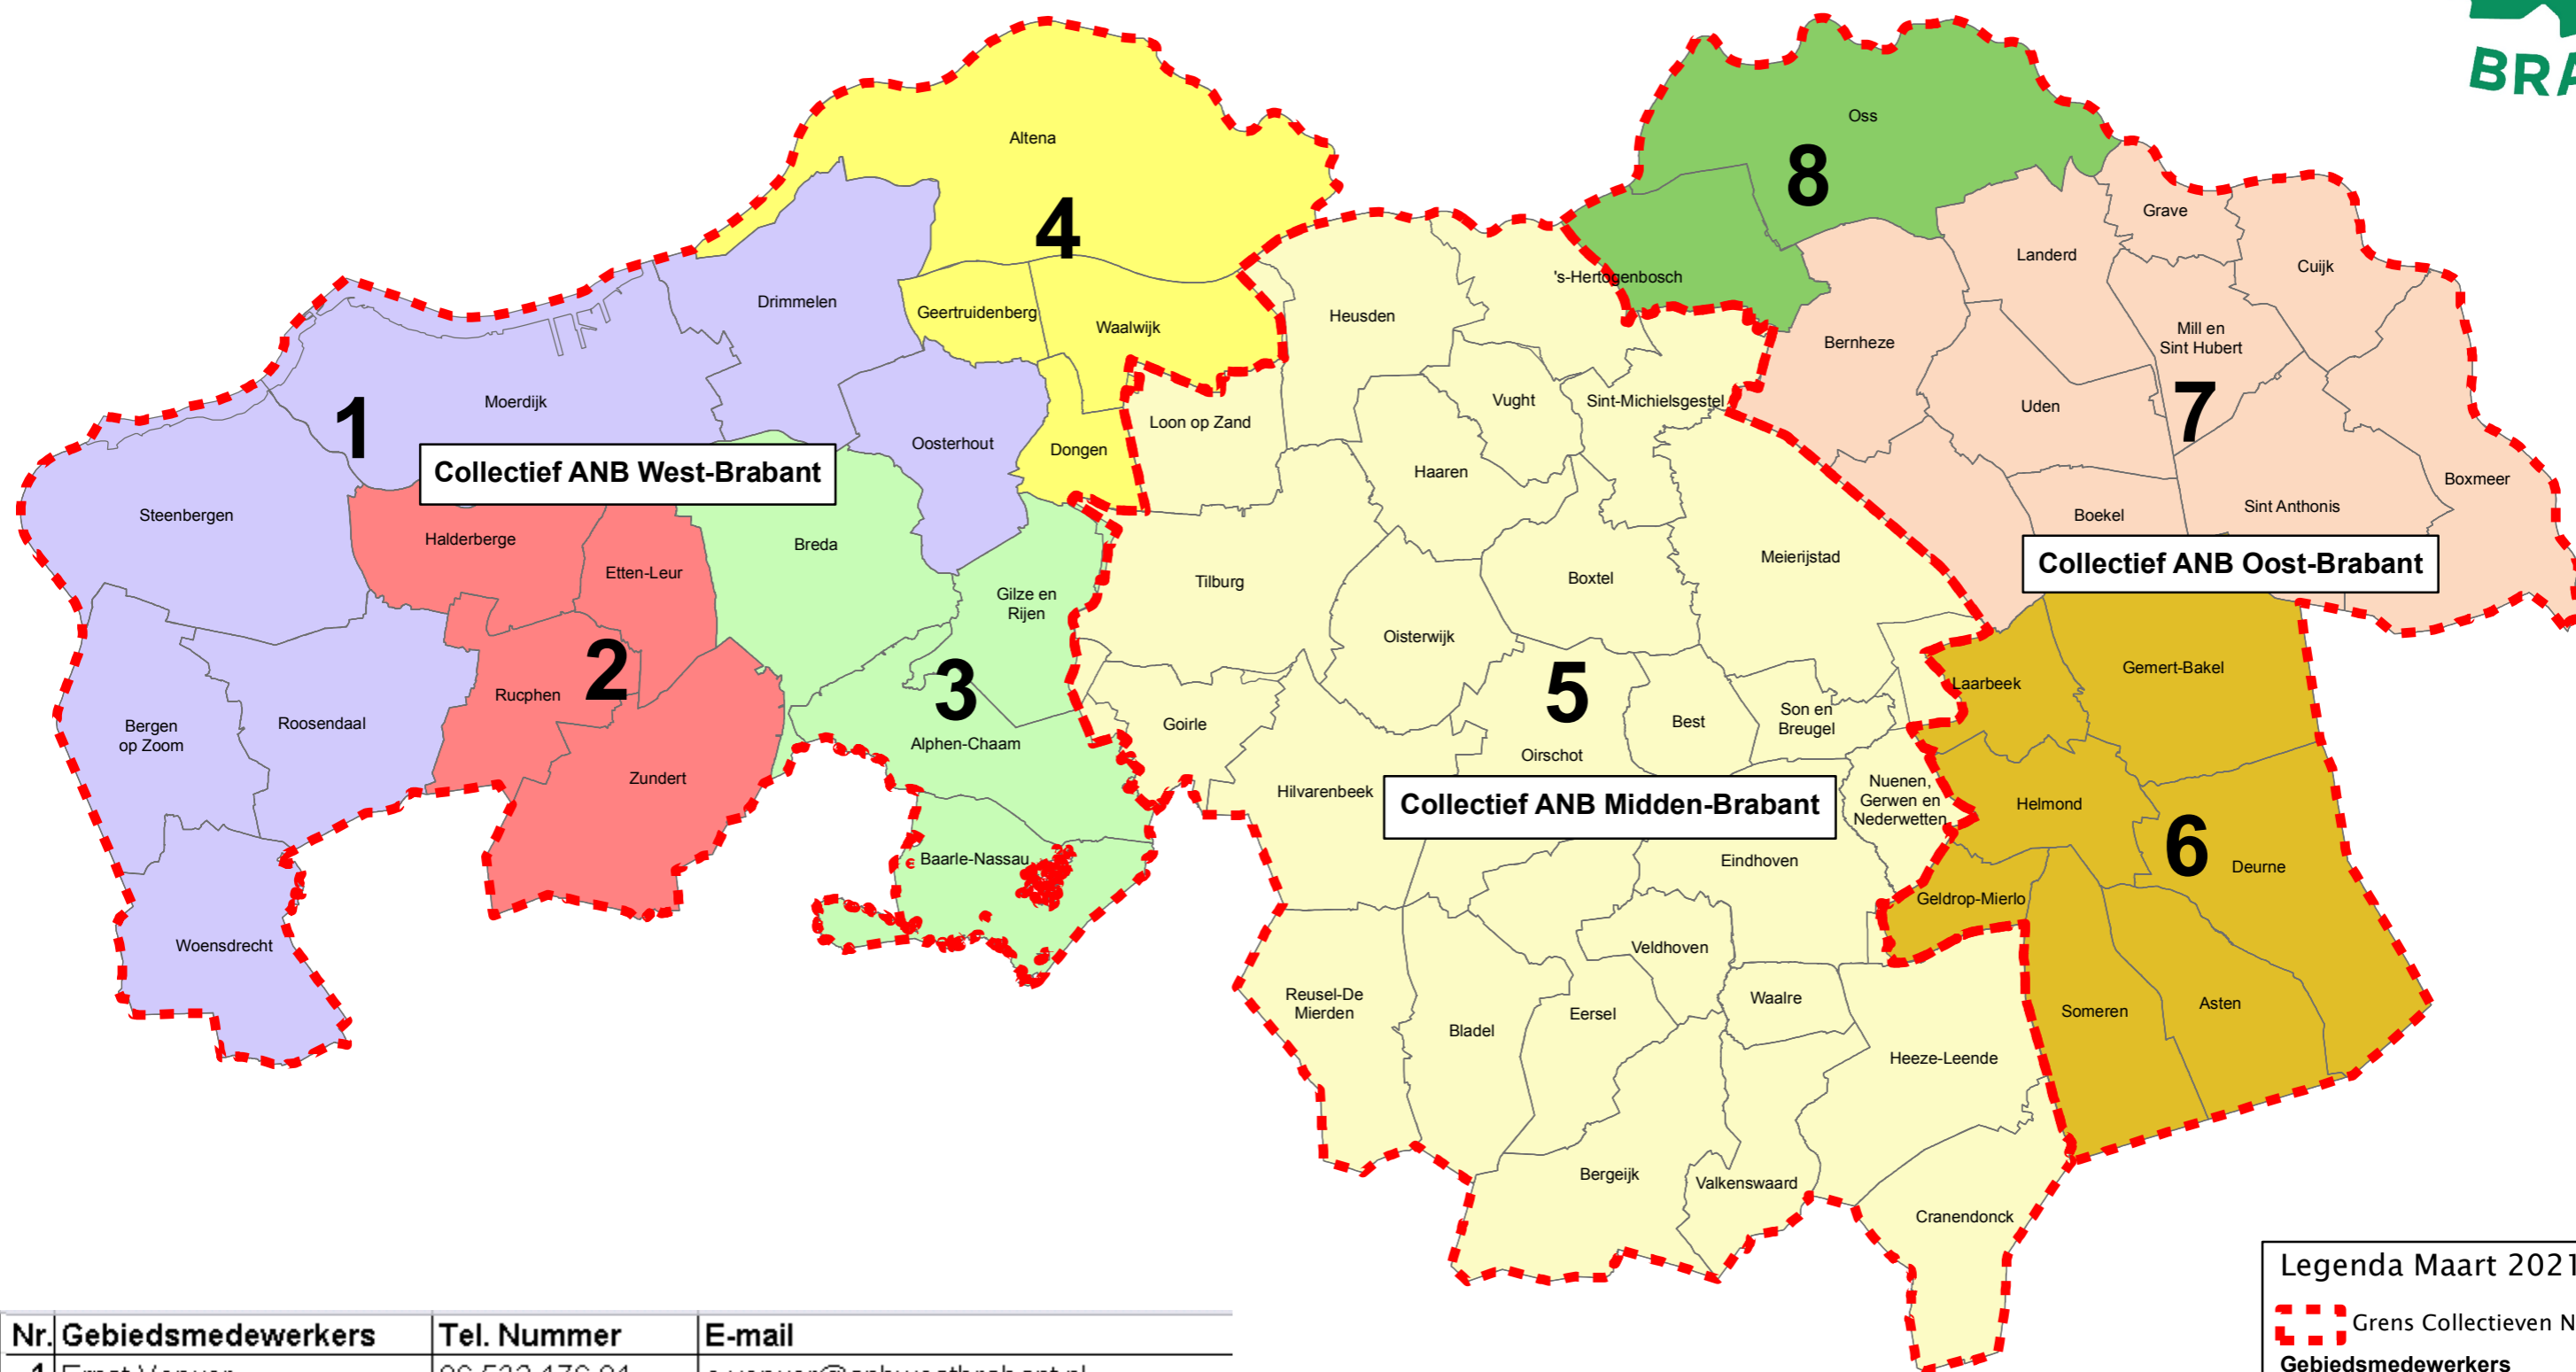 BRA
Altena
Oss
8
4
Grave
Landerd
Cuijk
's-Hertogenbosch
Drimmelen
Geertruidenberg
Waalwijk
Heusden
Bernheze
Mill en
Sint Hubert
1
Moerdijk
Vught
Sint-Michielsgestel
Uden
7
Loon op Zand
Oosterhout
Dongen
Haaren
Collectief ANB West-Brabant
Boxmeer
Steenbergen
Sint Anthonis
Boekel
Halderberge
Breda
Etten-Leur
Meierijstad
Collectief ANB Oost-Brabant
Tilburg
Boxtel
Gilze en
Rijen
Oisterwijk
2
Rucphen
3
5
Laarbeek
Gemert-Bakel
Bergen
op Zoom
Roosendaal
Goirle
Best
Son en
Breugel
Alphen-Chaam
Oirschot
Zundert
Hilvarenbeek
Collectief ANB Midden-Brabant
Nuenen,
Gerwen en
Nederwetten
Helmond
6
Baarle-Nassau
Eindhoven
Deurne
Geldrop-Mierlo
Woensdrecht
Veldhoven
Reusel-De
Mierden
Bladel
Eersel
Waalre
Someren
Asten
Heeze-Leende
Bergeijk
Valkenswaard
Cranendonck
Legenda Maart 2021
Grens Collectieven N
Gebiedsmedewerkers
Nr. Gebiedsmedewerkers Tel. Nummer E-mail
1